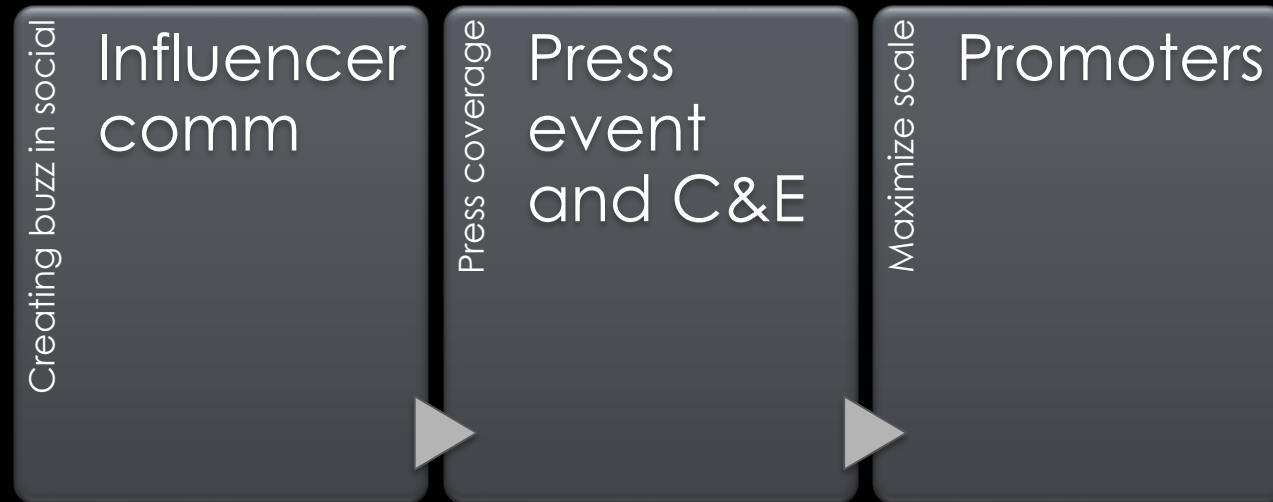 Creating buzz in social
Influencer
comm
Press coverage
Press
event
and C&E
Maximize scale
Promoters